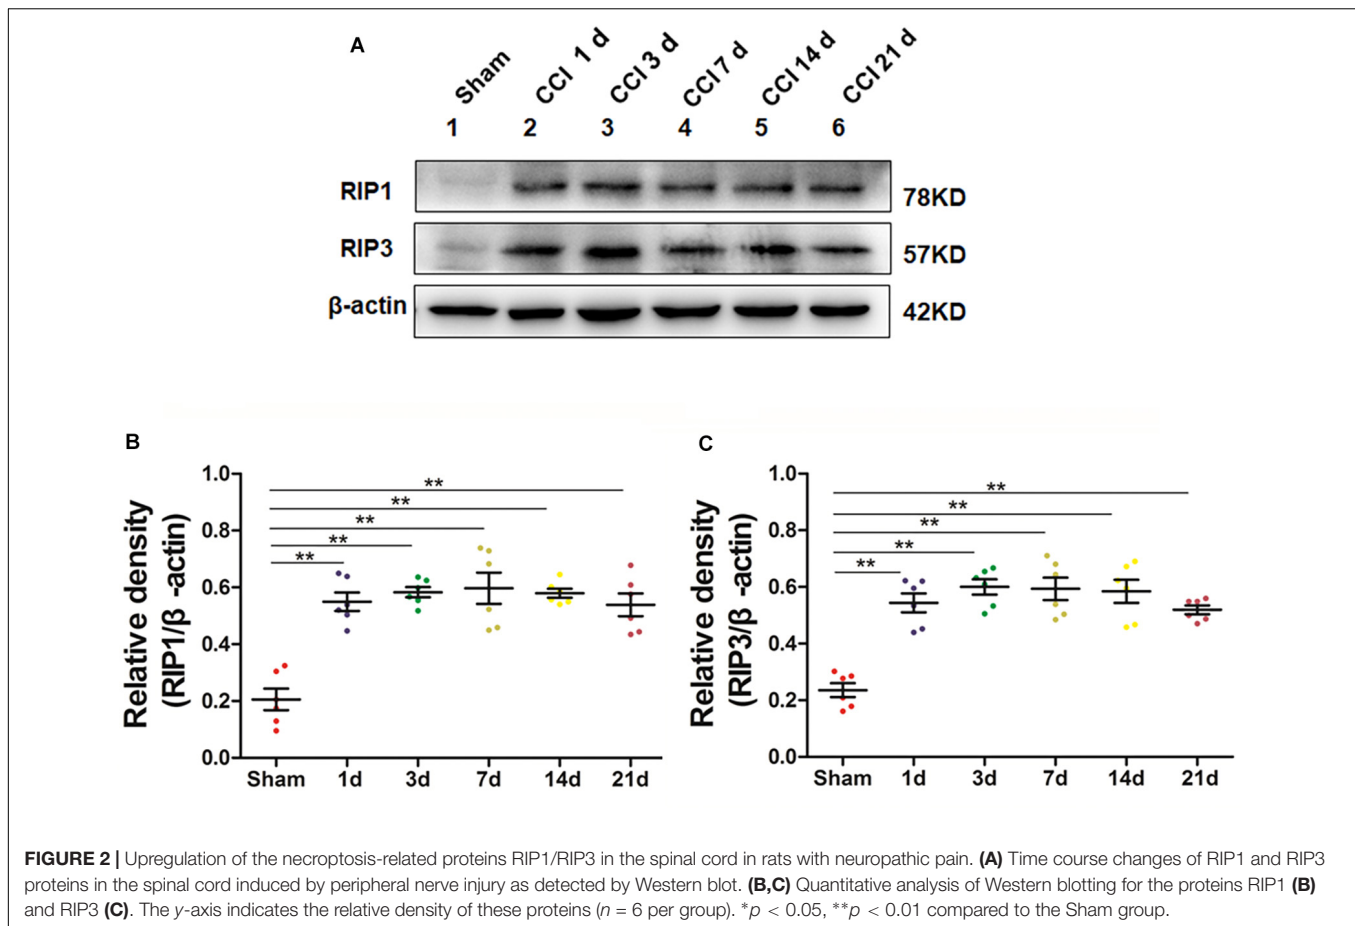 A
Sham CCI 1 d CCI 3 d CCI 7 d CCI 14 d CCI 21 d
1 2 3 4 5 6
RIP1 78KD
RIP3 57KD
β-actin 42KD
B
Relative density
(RIP1/β -actin)
1.0
0.8
0.6
0.4
0.2
0.0
**
**
**
**
**
Sham 1d 3d 7d 14d 21d
C
Relative density
(RIP3/β -actin)
1.0
0.8
0.6
0.4
0.2
0.0
**
**
**
**
**
Sham 1d 3d 7d 14d 21d
FIGURE 2 | Upregulation of the necroptosis-related proteins RIP1/RIP3 in the spinal cord in rats with neuropathic pain. (A) Time course changes of RIP1 and RIP3
proteins in the spinal cord induced by peripheral nerve injury as detected by Western blot. (B,C) Quantitative analysis of Western blotting for the proteins RIP1 (B)
and RIP3 (C). The y-axis indicates the relative density of these proteins (n = 6 per group). *p < 0.05, **p < 0.01 compared to the Sham group.